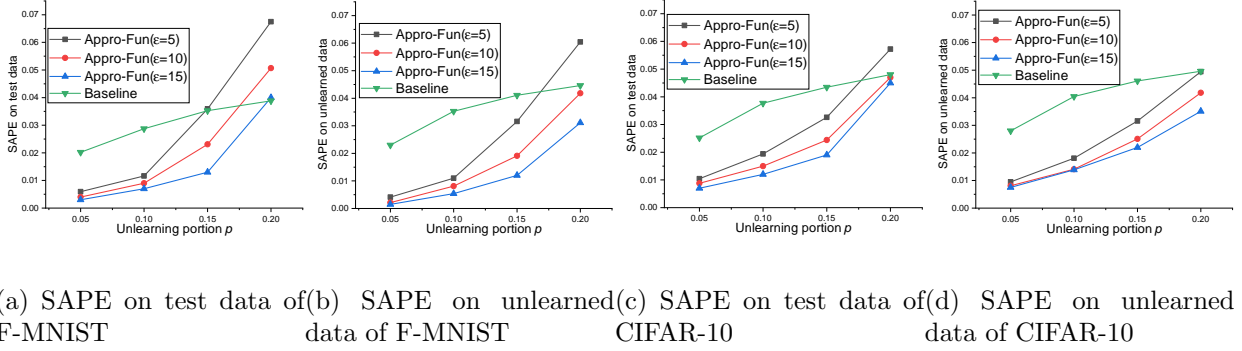 SAPE on test data
0.07
0.06
0.05
0.04
0.03
0.02
0.01
0.00
0.05
0.10
0.15
0.20
Unlearning portion p
Appro-Fun(ε=5)
Appro-Fun(ε=10)
Appro-Fun(ε=15)
Baseline
SAPE on unlearned data
0.07
0.06
0.05
0.04
0.03
0.02
0.01
0.00
0.05
0.10
0.15
0.20
Unlearning portion p
Appro-Fun(ε=5)
Appro-Fun(ε=10)
Appro-Fun(ε=15)
Baseline
SAPE on test data
0.07
0.06
0.05
0.04
0.03
0.02
0.01
0.00
0.05
0.10
0.15
0.20
Unlearning portion p
Appro-Fun(ε=5)
Appro-Fun(ε=10)
Appro-Fun(ε=15)
Baseline
SAPE on unlearned data
0.07
0.06
0.05
0.04
0.03
0.02
0.01
0.00
0.05
0.10
0.15
0.20
Unlearning portion p
Appro-Fun(ε=5)
Appro-Fun(ε=10)
Appro-Fun(ε=15)
Baseline
(a) SAPE on test data of
F-MNIST
(b) SAPE on unlearned
data of F-MNIST
(c) SAPE on test data of
CIFAR-10
(d) SAPE on unlearned
data of CIFAR-10